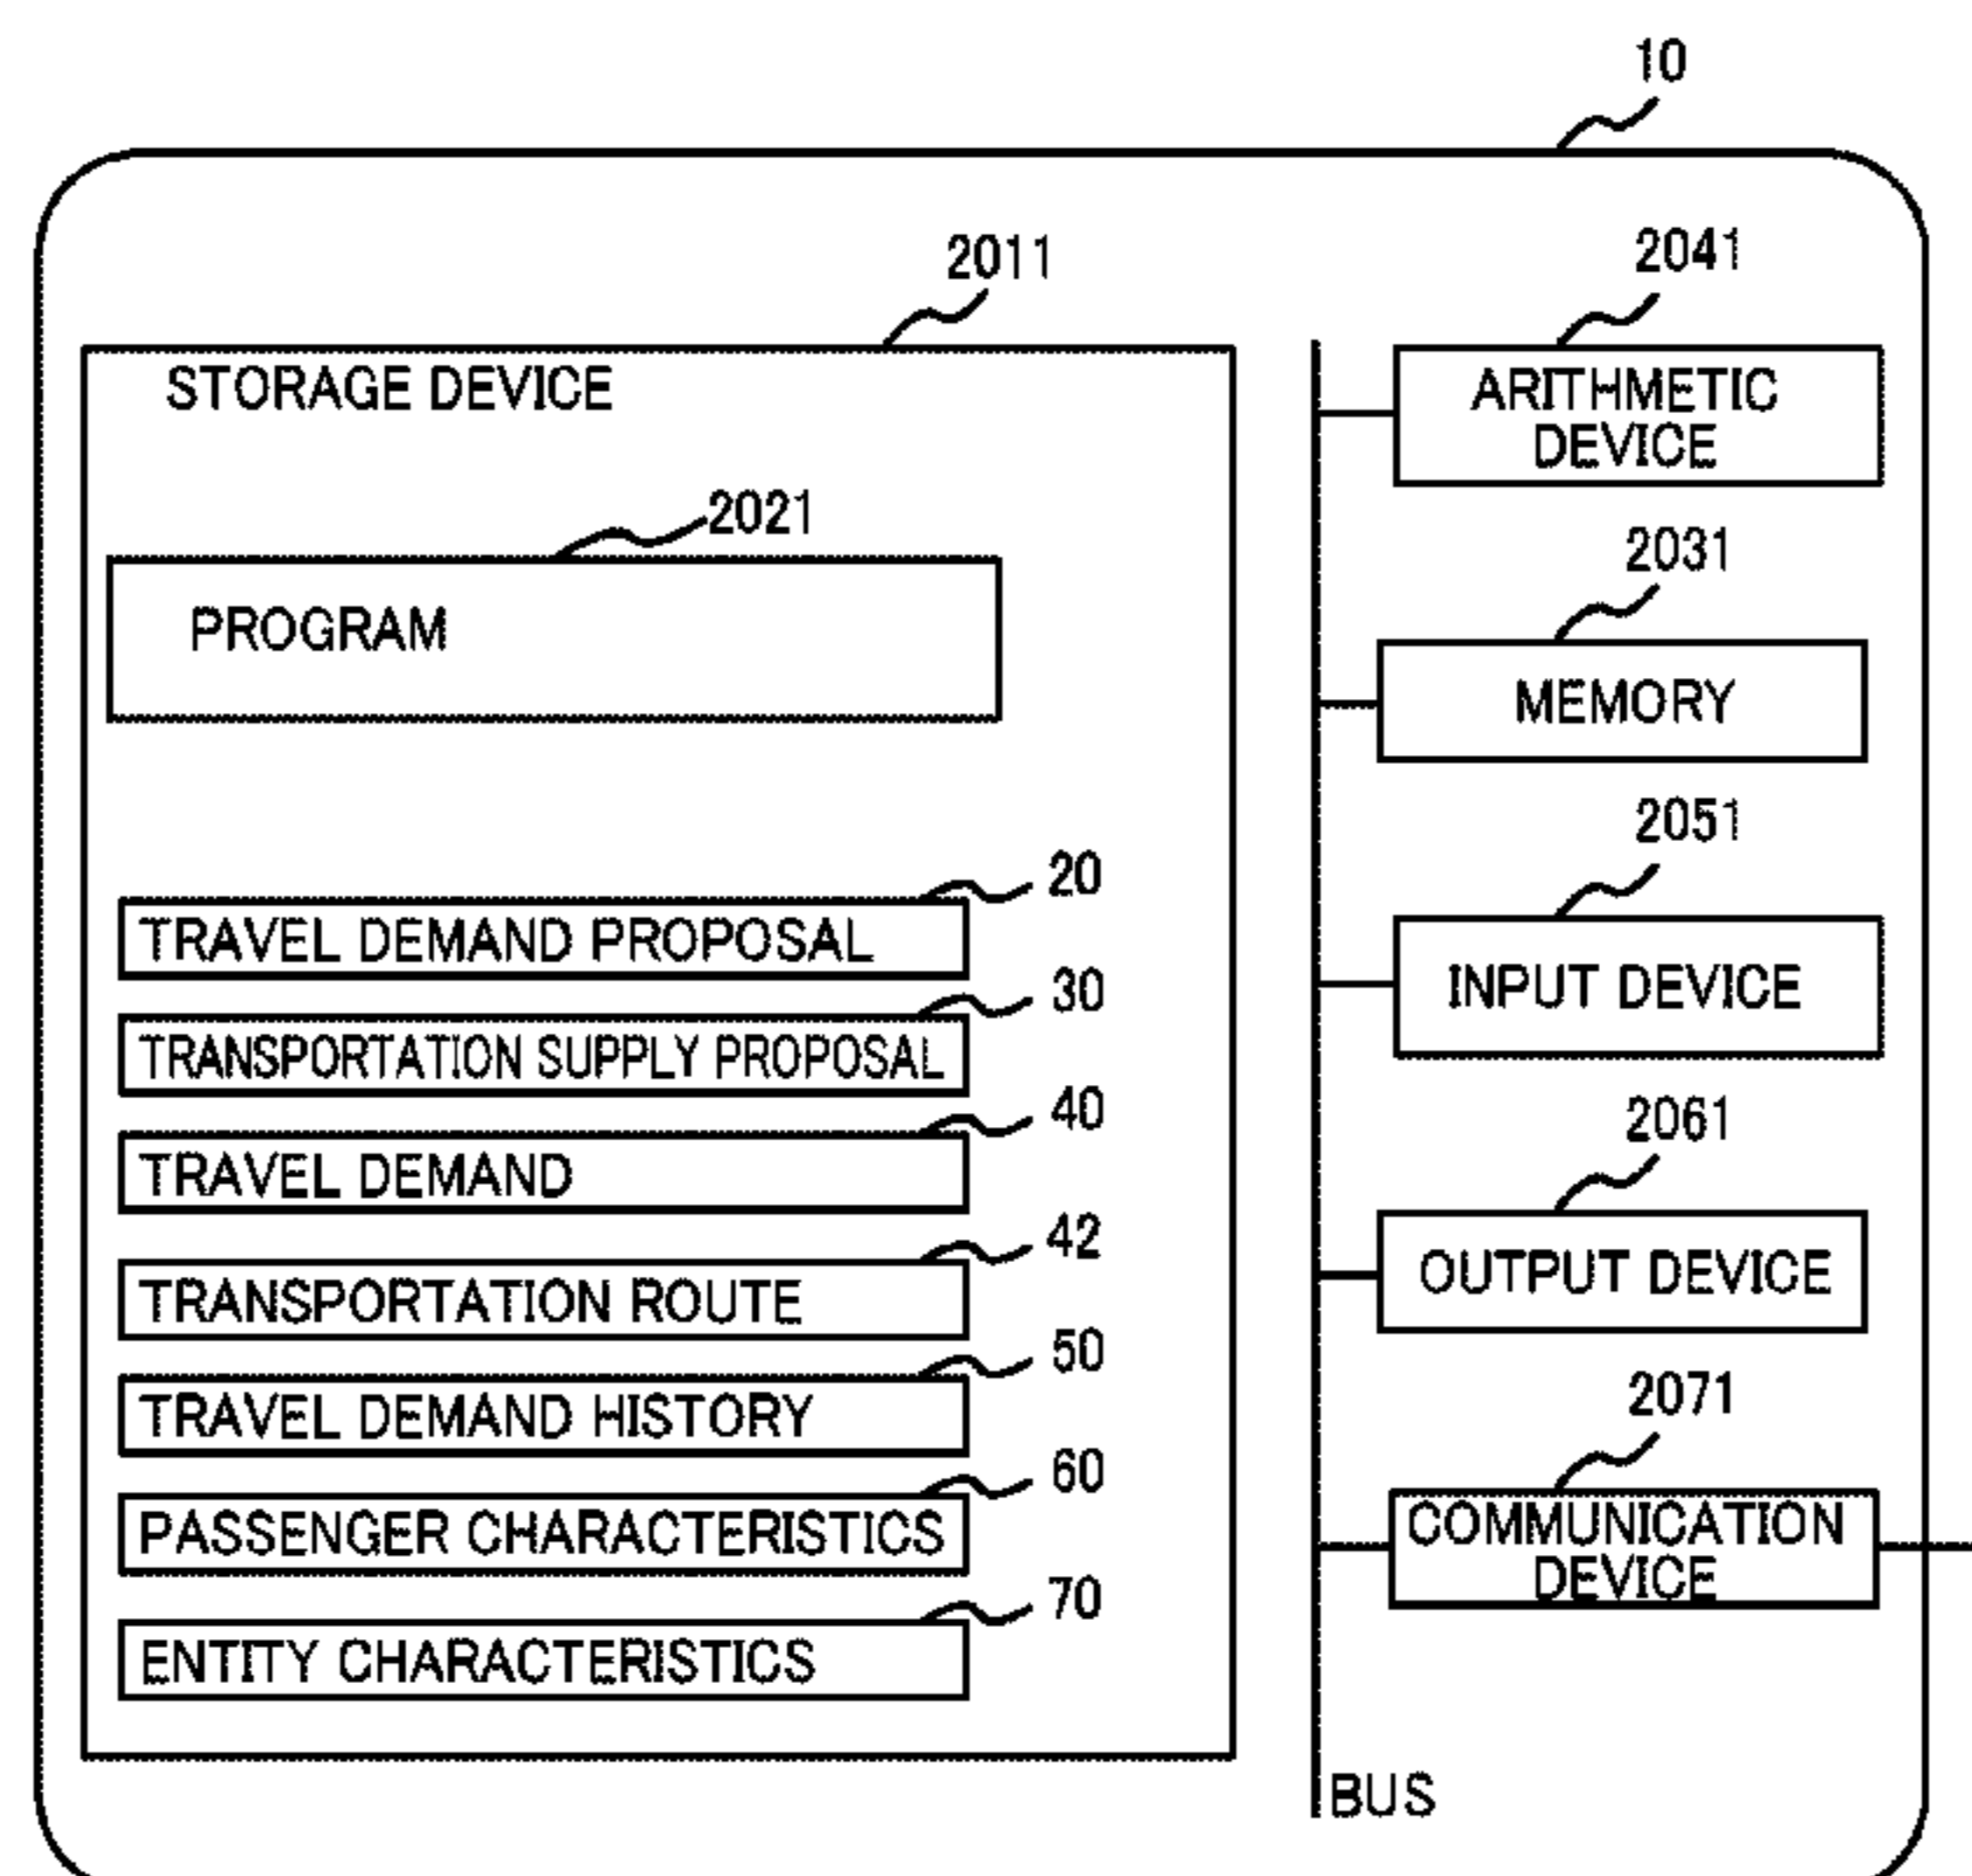 10
2011
STORAGE DEVICE
2021
PROGRAM
20
TRAVEL DEMAND PROPOSAL
30
TRANSPORTATION SUPPLY PROPOSAL
40
TRAVEL DEMAND
42
TRANSPORTATION ROUTE
50
TRAVEL DEMAND HISTORY
60
PASSENGER CHARACTERISTICS
70
ENTITY CHARACTERISTICS
2041
ARITHMETIC
DEVICE
2031
MEMORY
2051
INPUT DEVICE
2061
OUTPUT DEVICE
2071
COMMUNICATION
DEVICE
BUS